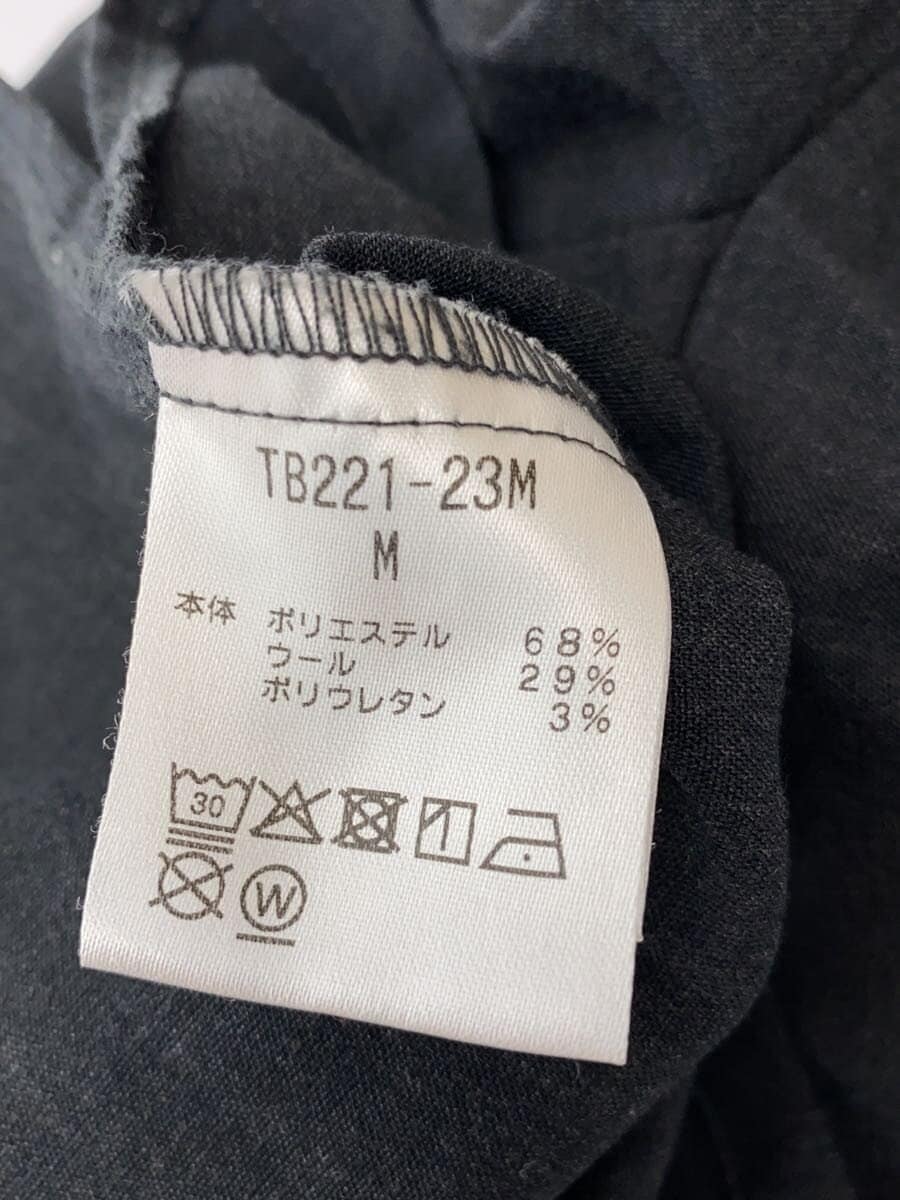 TB221-23M
M
本体 ポリエステル 68%
ウール 29%
ポリウレタン 3%
30
W